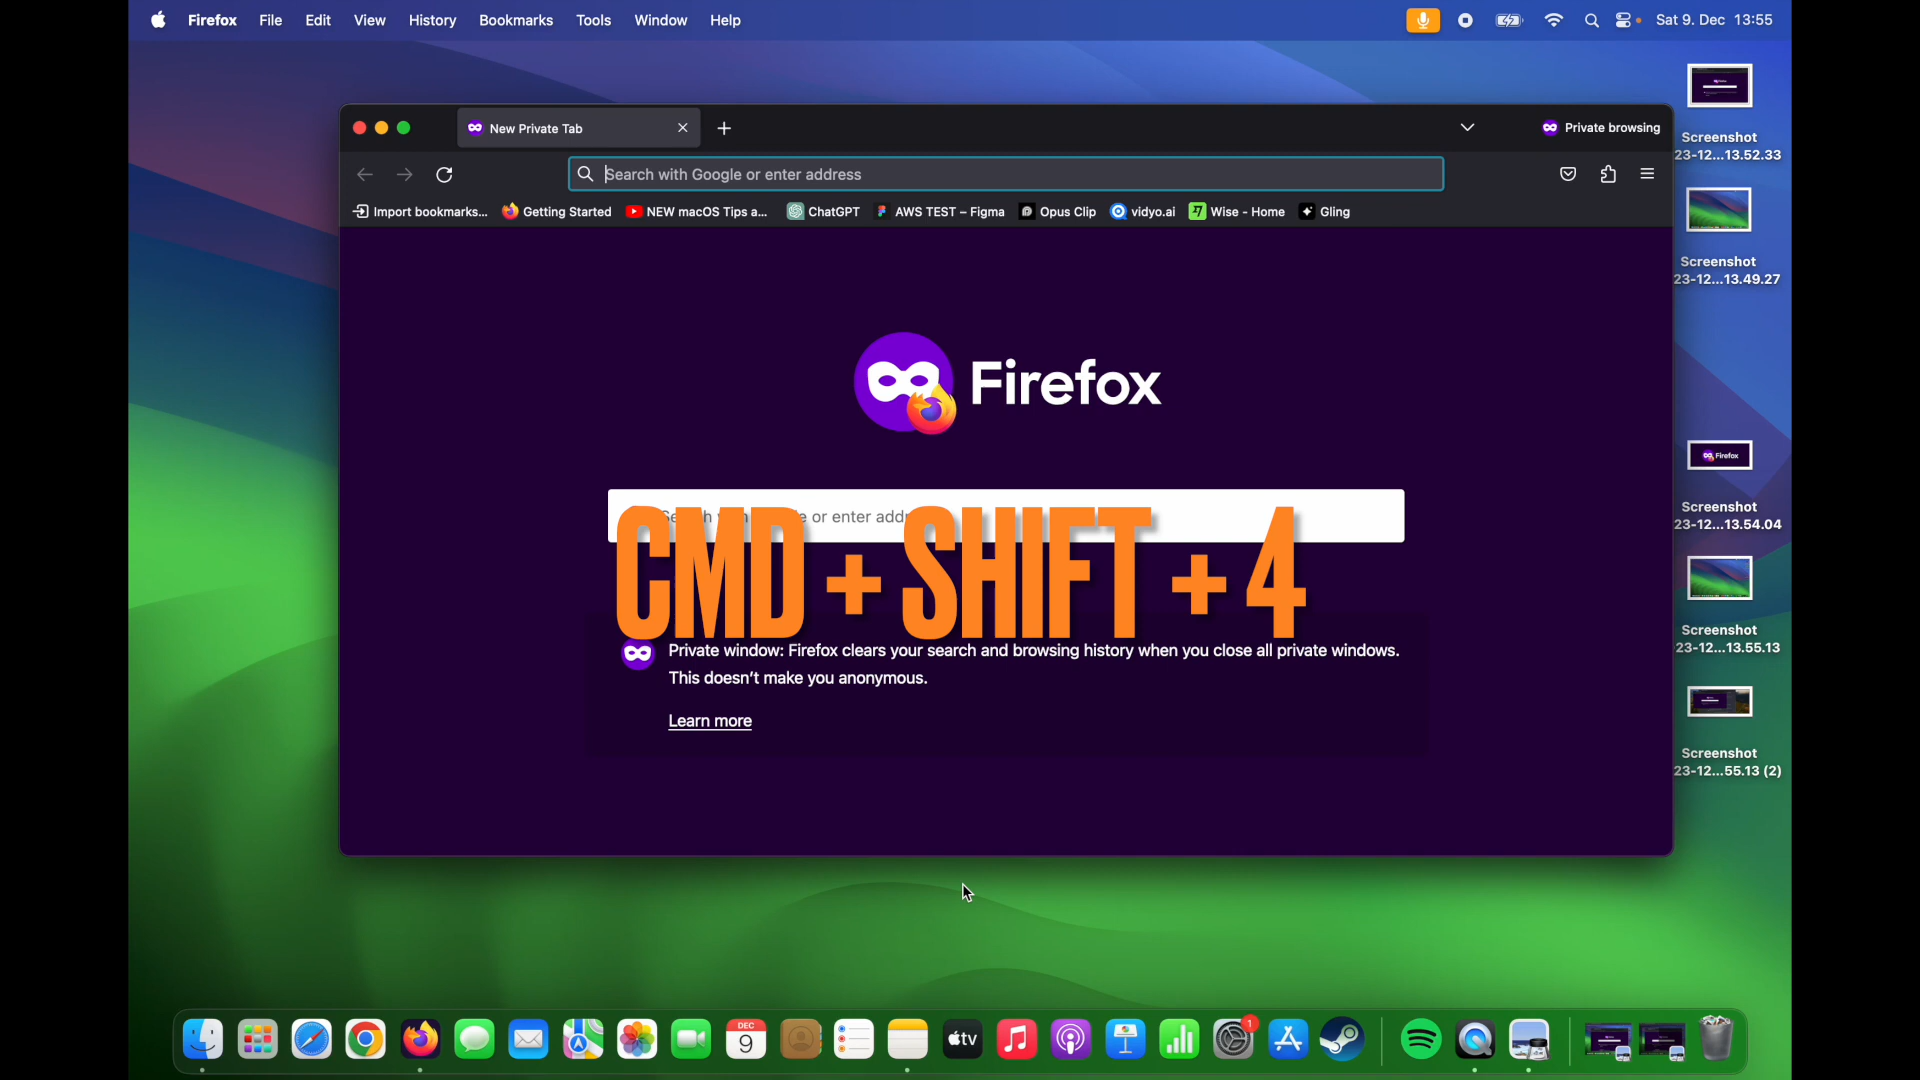 Firefox File Edit View History Bookmarks Tools Window Help
Sat 9. Dec 13:55
New Private Tab
Private browsing
Search with Google or enter address
Import bookmarks... Getting Started NEW macOS Tips a... ChatGPT AWS TEST – Figma Opus Clip vidyo.ai Wise - Home Gling
Screenshot
23-12...13.52.33
Screenshot
23-12...13.49.27
Firefox
Firefox
Screenshot
23-12...13.54.04
or enter
CMD + SHIFT + 4
Screenshot
23-12...13.55.13
Private window: Firefox clears your search and browsing history when you close all private windows.
This doesn't make you anonymous.
Learn more
Screenshot
23-12...55.13 (2)
DEC
9
tv
1